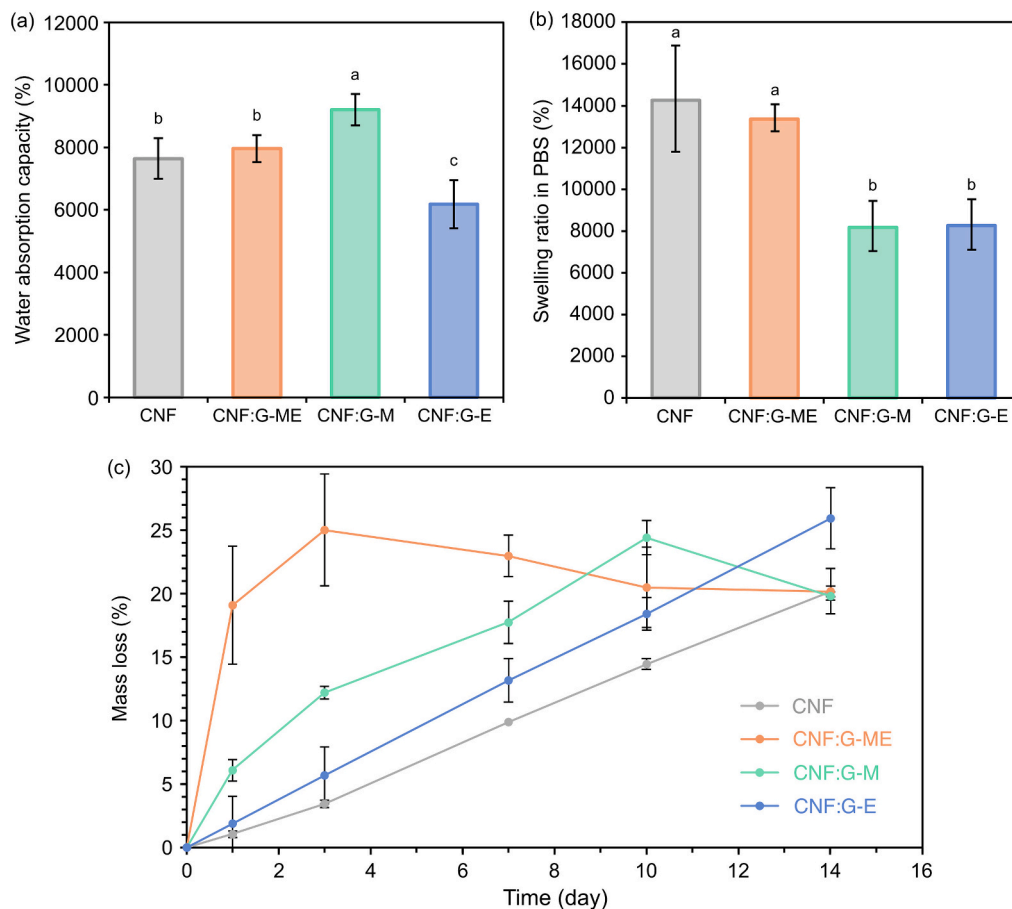 (a)
Water absorption capacity (%)
12000
10000
8000
6000
4000
2000
0
b
b
a
c
CNF
CNF:G-ME
CNF:G-M
CNF:G-E
(b)
Swelling ratio in PBS (%)
18000
16000
14000
12000
10000
8000
6000
4000
2000
0
a
a
b
b
CNF
CNF:G-ME
CNF:G-M
CNF:G-E
(c)
Mass loss (%)
30
25
20
15
10
5
0
CNF
CNF:G-ME
CNF:G-M
CNF:G-E
0 2 4 6 8 10 12 14 16
Time (day)